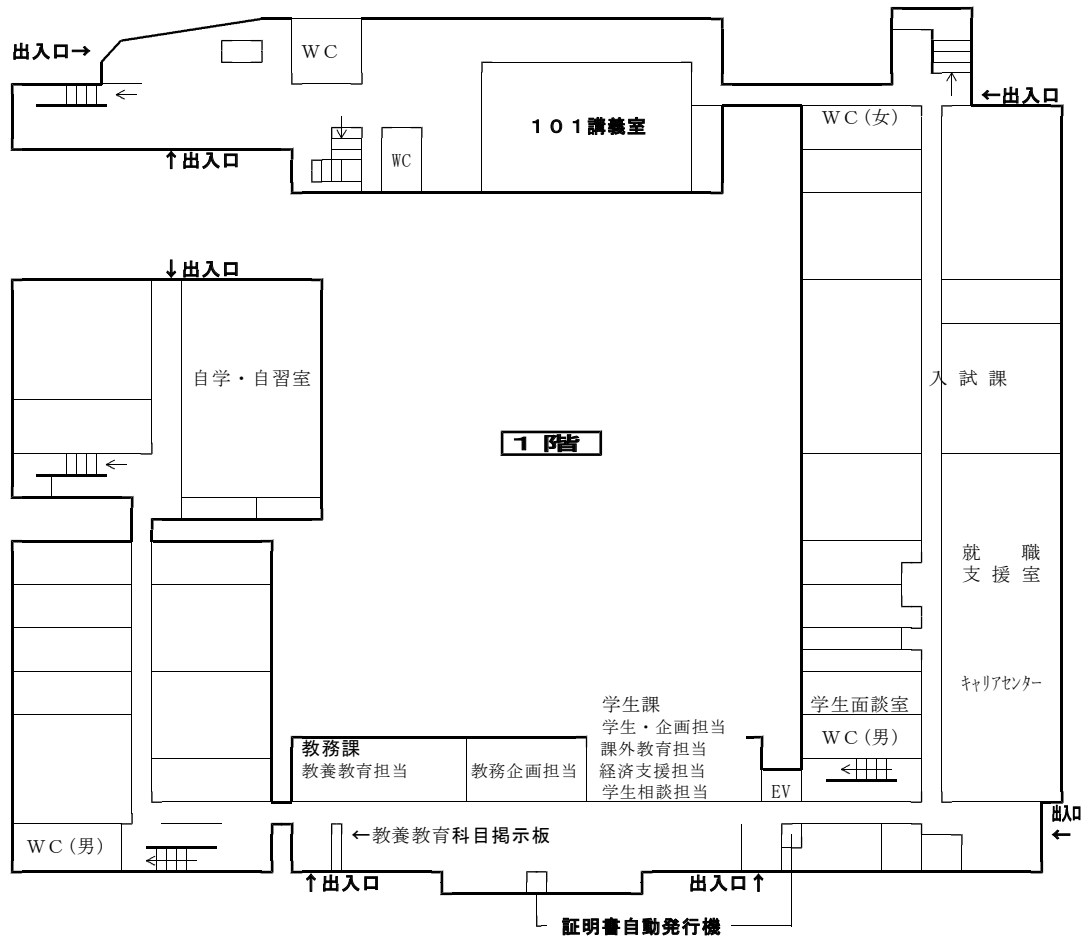 出入口→
ＷＣ
１０１講義室
ＷＣ（女）
←出入口
WC
↑出入口
↓出入口
自学・自習室
入 試 課
１階
就　職
支 援 室
ｷｬﾘｱｾﾝﾀｰ
学生課
学生・企画担当
課外教育担当
経済支援担当
学生相談担当
学生面談室
ＷＣ（男）
教務課
教養教育担当
教務企画担当
EV
出入口
←
←教養教育科目掲示板
ＷＣ（男）
↑出入口
出入口↑
証明書自動発行機